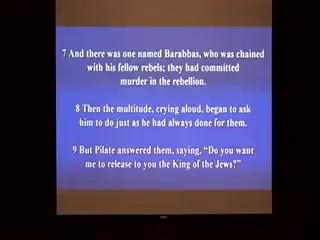 7 And there was one named Barabbas, who was chained
with his fellow rebels; they had committed
murder in the rebellion.
8 Then the multitude, crying aloud, began to ask
him to do just as he had always done for them.
9 But Pilate answered them, saying, “Do you want
me to release to you the King of the Jews?”